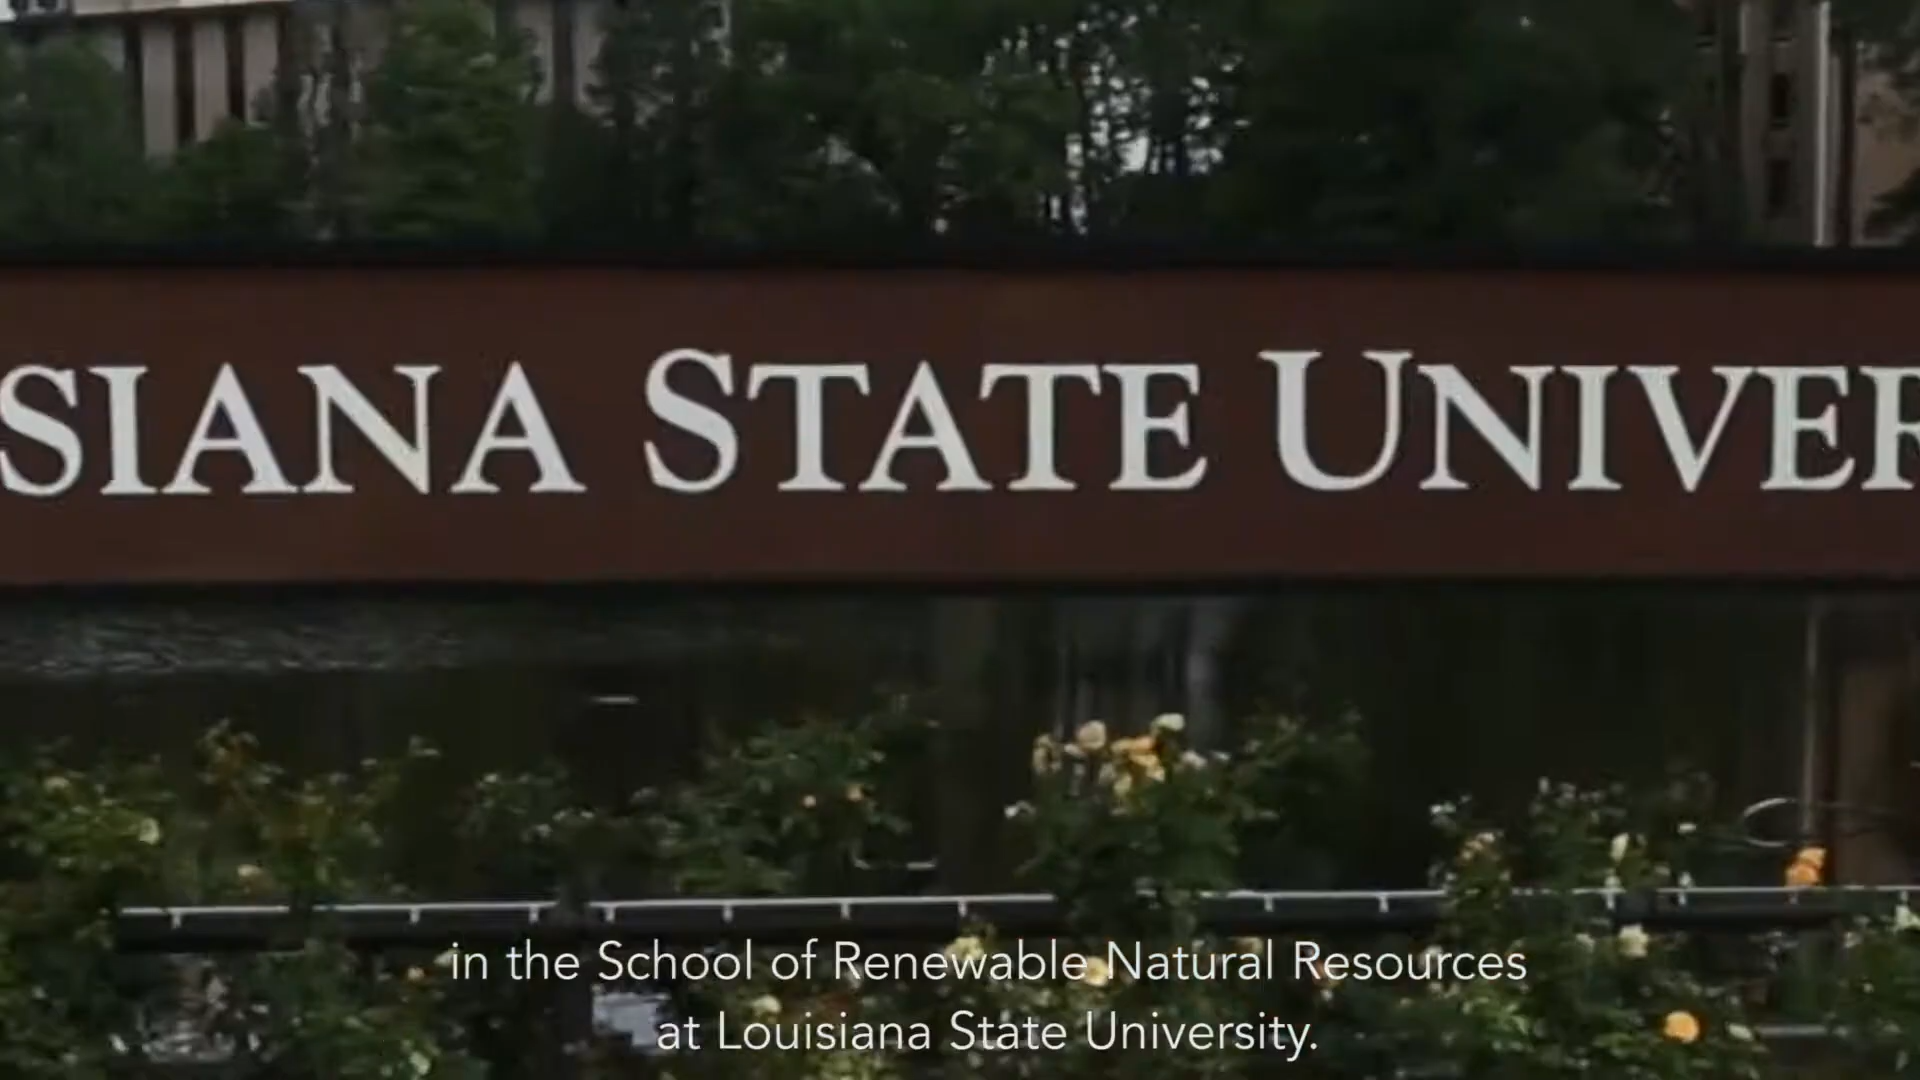 SIANA STATE UNIVER
in the School of Renewable Natural Resources
at Louisiana State University.